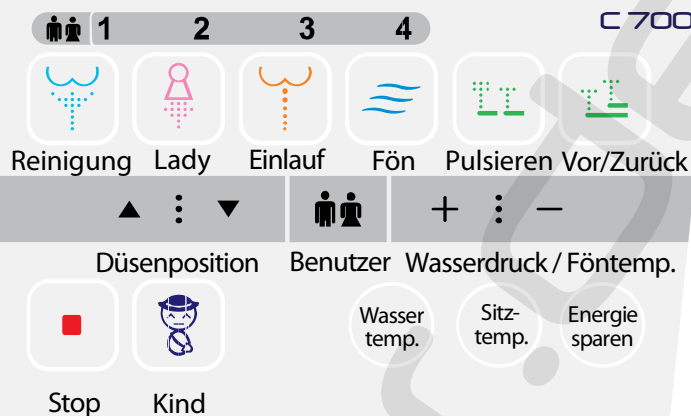 1 2 3 4 C 700
Reinigung Lady Einlauf Fön Pulsieren Vor/Zurück
Düsenposition Benutzer Wasserdruck / Föntemp.
Wasser
temp.
Sitz-
temp.
Energie
sparen
Stop Kind